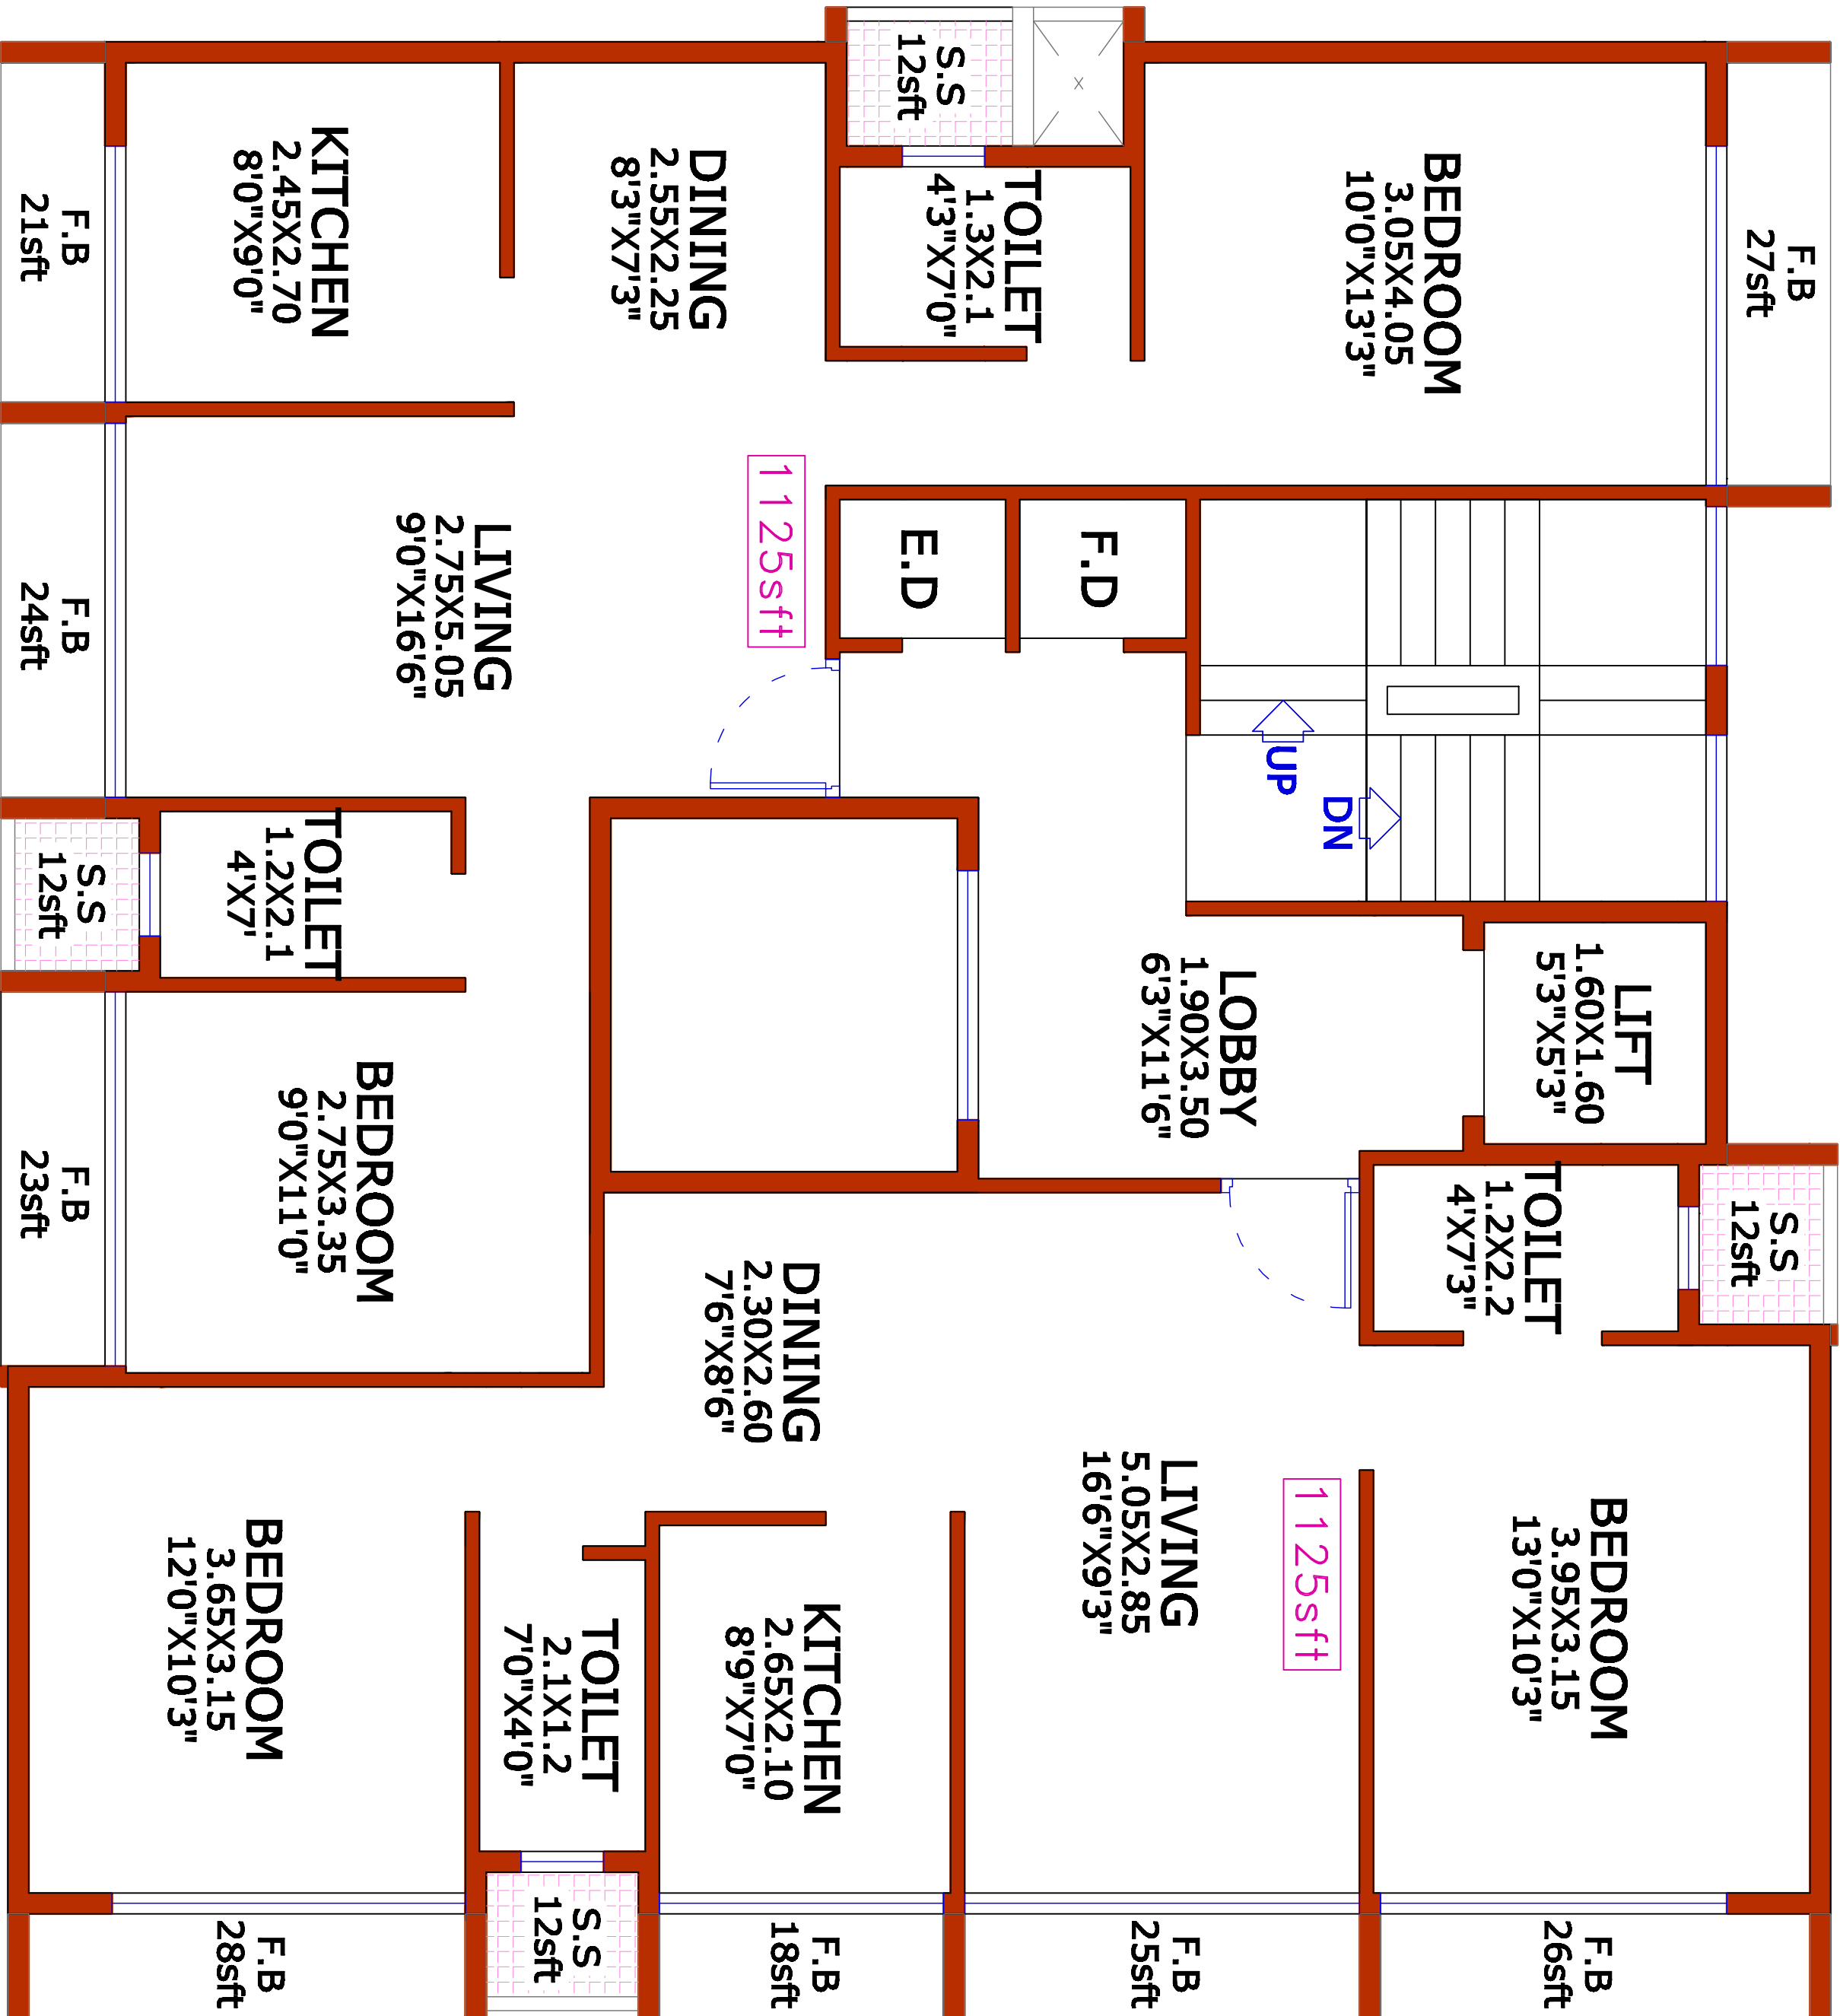 F.B
27sft
BEDROOM
3.05X4.05
10'0"X13'3"
S.S
12sft
TOILET
1.3X2.1
4'3"X7'0"
DINING
2.55X2.25
8'3"X7'3"
KITCHEN
2.45X2.70
8'0"X9'0"
F.B
21sft
F.D
E.D
1125sft
LIVING
2.75X5.05
9'0"X16'6"
F.B
24sft
UP
DN
LIFT
1.60X1.60
5'3"X5'3"
LOBBY
1.90X3.50
6'3"X11'6"
TOILET
1.2X2.1
4'X7'
S.S
12sft
BEDROOM
2.75X3.35
9'0"X11'0"
F.B
23sft
S.S
12sft
TOILET
1.2X2.2
4'X7'3"
DINING
2.30X2.60
7'6"X8'6"
BEDROOM
3.95X3.15
13'0"X10'3"
1125sft
LIVING
5.05X2.85
16'6"X9'3"
KITCHEN
2.65X2.10
8'9"X7'0"
TOILET
2.1X1.2
7'0"X4'0"
BEDROOM
3.65X3.15
12'0"X10'3"
F.B
26sft
F.B
25sft
F.B
18sft
S.S
12sft
F.B
28sft